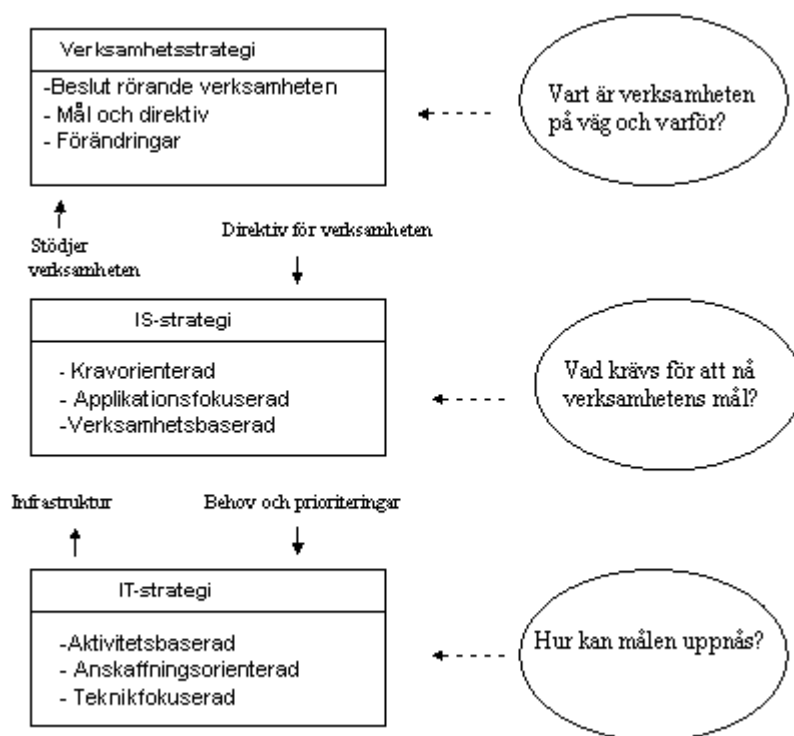 Verksamhetsstrategi
-Beslut rörande verksamheten
- Mål och direktiv
- Förändringar
Vart är verksamheten
på väg och varför?
Stödjer
verksamheten
Direktiv för verksamheten
IS-strategi
- Kravorienterad
- Applikationsfokuserad
-Verksamhetsbaserad
Vad krävs för att nå
verksamhetens mål?
Infrastruktur
Behov och prioriteringar
IT-strategi
-Aktivitetsbaserad
- Anskaffningsorienterad
- Teknikfokuserad
Hur kan målen uppnås?